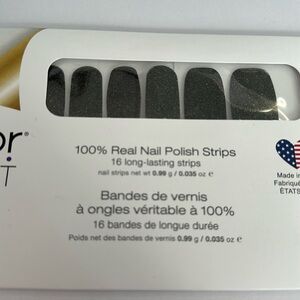 or®
T
100% Real Nail Polish Strips
16 long-lasting strips
nail strips net wt 0.99 g / 0.035 oz ℮
Made in
Fabriqué
ÉTATS
Bandes de vernis
à ongles véritable à 100%
16 bandes de longue durée
Poids net des bandes de vernis 0.99 g / 0.035 oz ℮